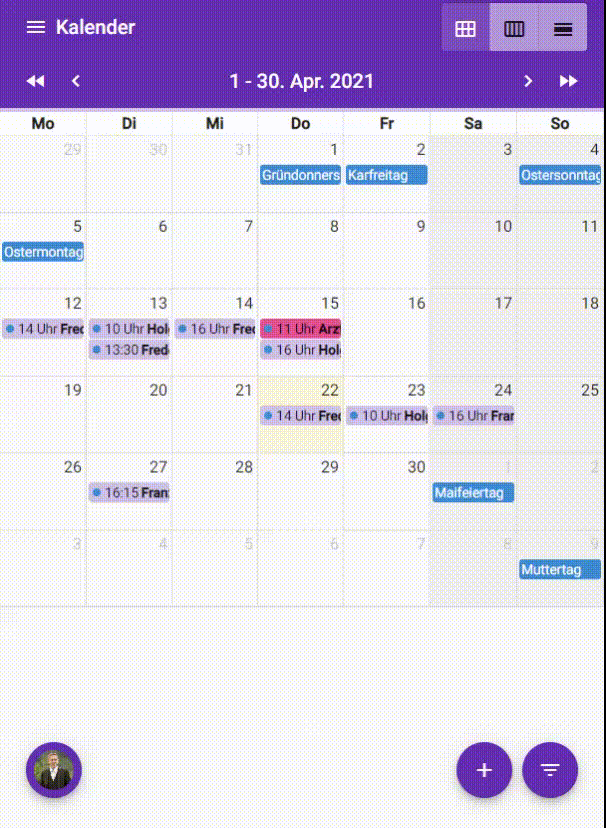 Kalender
1 - 30. Apr. 2021
Mo Di Mi Do Fr Sa So
29 30 31 1 2 3 4
Gründonners Karfreitag Ostersonntag
5 6 7 8 9 10 11
Ostermontag
12 13 14 15 16 17 18
14 Uhr Fred 10 Uhr Hol 16 Uhr Fred 11 Uhr Arzt
13:30 Fred 16 Uhr Hol
19 20 21 22 23 24 25
14 Uhr Fred 10 Uhr Holg 16 Uhr Fran
26 27 28 29 30 1 2
16:15 Fran Maifeiertag
3 4 5 6 7 8 9
Muttertag